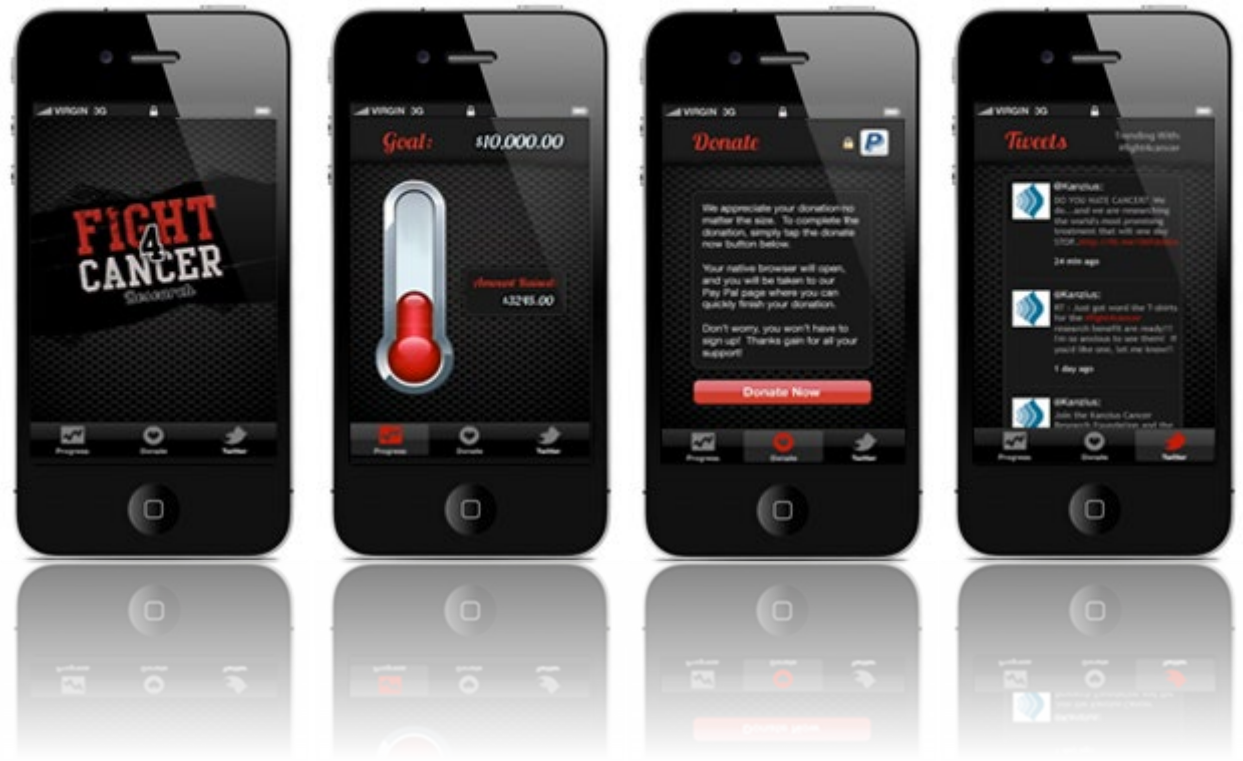 VIRGIN 3G
FIGHT
4
CANCER
Research
Progress
Donate
Twitter
VIRGIN 3G
Goal:
$10,000.00
Amount Raised:
$3245.00
Progress
Donate
Twitter
VIRGIN 3G
Donate
P
We appreciate your donation no
matter the size. To complete the
donation, simply tap the donate
now button below.
Your native browser will open,
and you will be taken to our
Pay Pal page where you can
quickly finish your donation.
Don't worry, you won't have to
sign up! Thanks gain for all your
support!
Donate Now
Progress
Donate
Twitter
VIRGIN 3G
Tweets
Trending With:
#fight4cancer
@Kanzius:
DO YOU HATE CANCER? We
do...and we are researching
the world's most promising
treatment that will one day
STOP...
24 min ago
@Kanzius:
RT - Just got word the T-shirts
for the #fight4cancer
research benefit are ready!!!
I'm so anxious to see them! If
you'd like one, let me know!!
1 day ago
@Kanzius:
Join the Kanzius Cancer
Research Foundation and the
Progress
Donate
Twitter